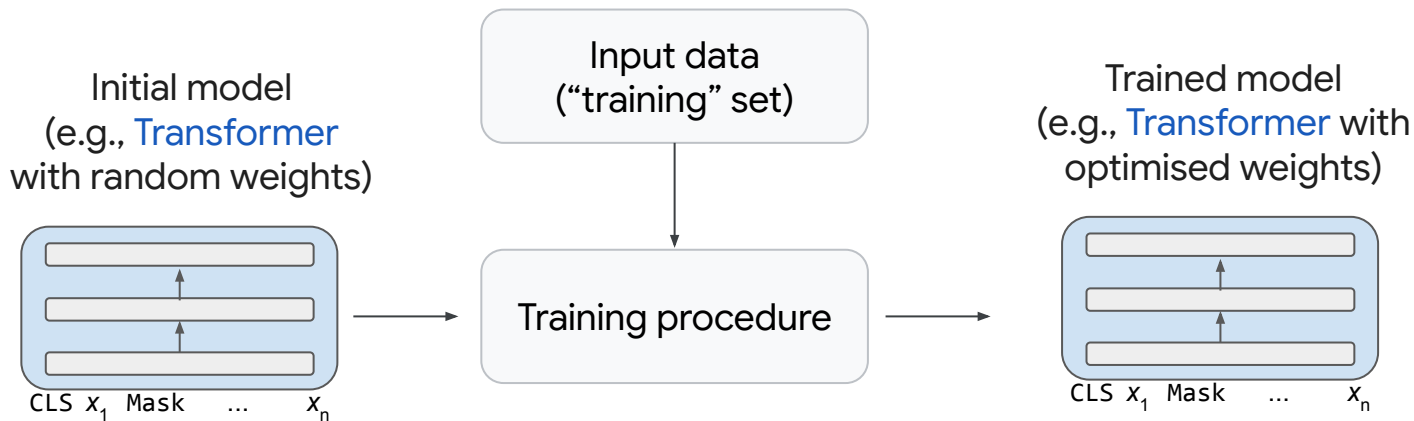 Initial model
(e.g., Transformer
with random weights)
CLS x1 Mask ... xn
Input data
(“training” set)
Training procedure
Trained model
(e.g., Transformer with
optimised weights)
CLS x1 Mask ... xn